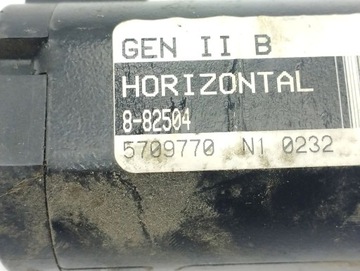 GEN II B
HORIZONTAL
8-82504
5709770 N1 0232